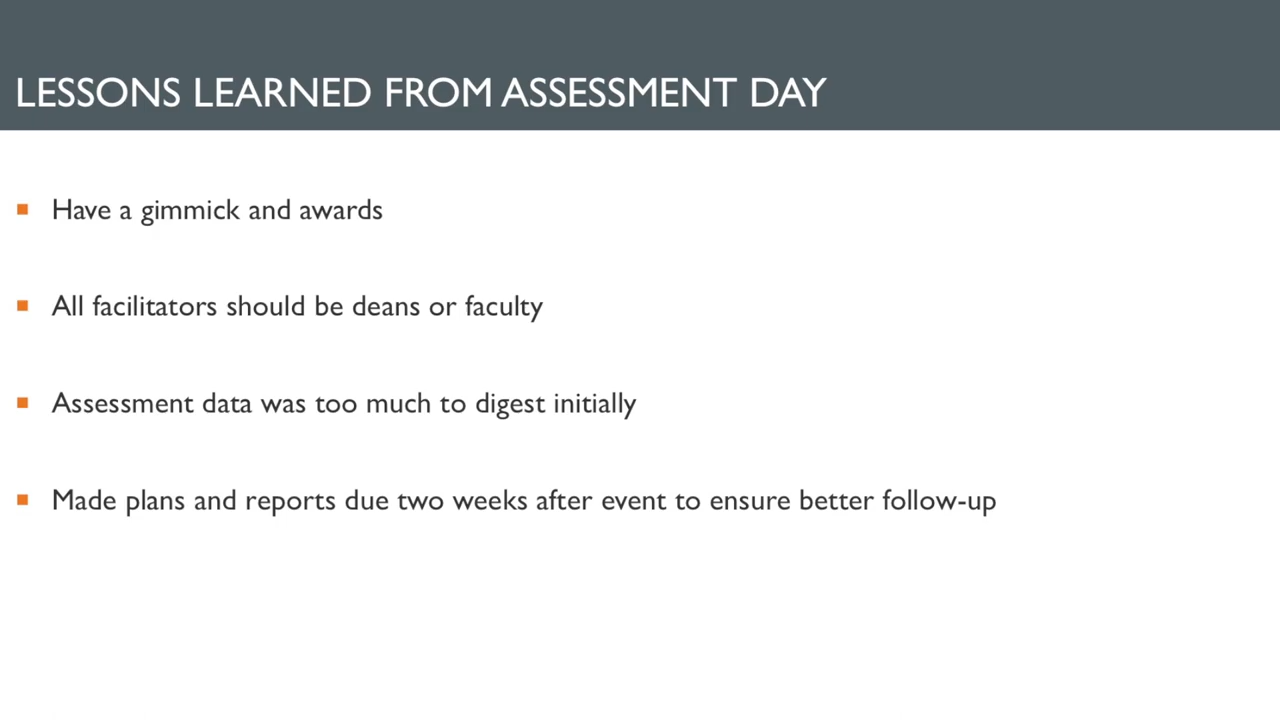 LESSONS LEARNED FROM ASSESSMENT DAY
Have a gimmick and awards
All facilitators should be deans or faculty
Assessment data was too much to digest initially
Made plans and reports due two weeks after event to ensure better follow-up